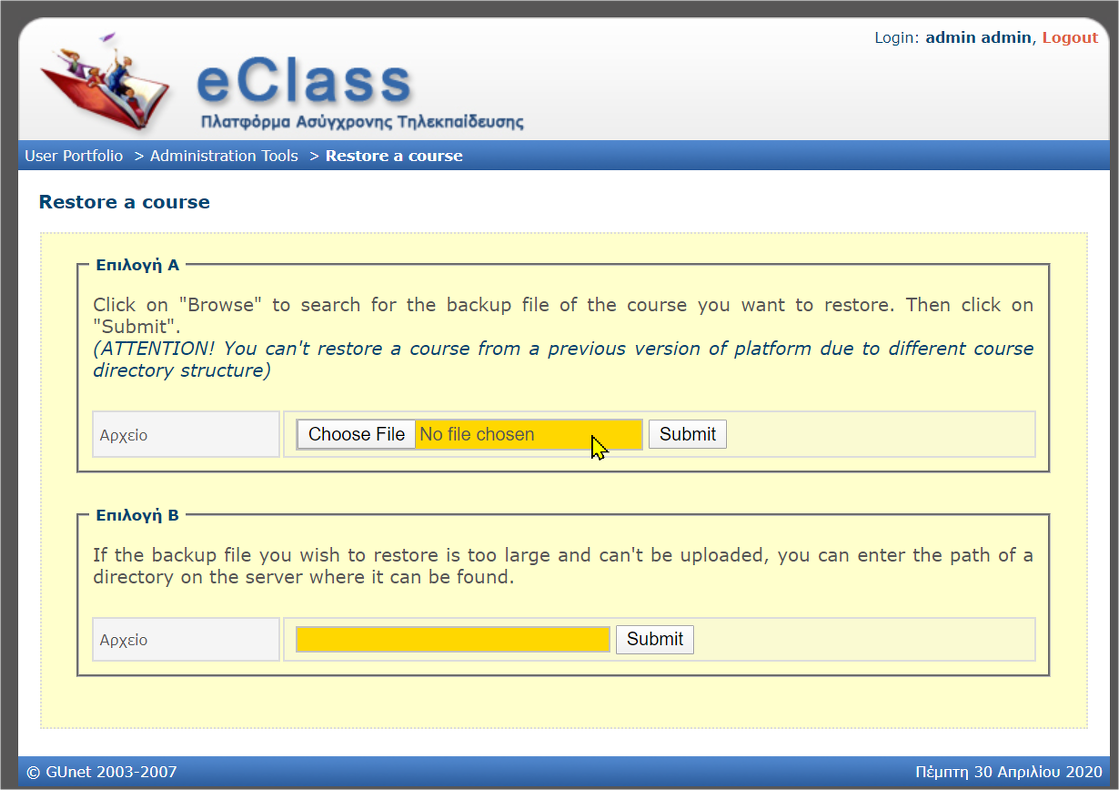 Login: admin admin, Logout
eClass
Πλατφόρμα Ασύγχρονης Τηλεκπαίδευσης
User Portfolio > Administration Tools > Restore a course
Restore a course
Επιλογή Α
Click on "Browse" to search for the backup file of the course you want to restore. Then click on
"Submit".
(ATTENTION! You can't restore a course from a previous version of platform due to different course
directory structure)
Αρχείο Choose File No file chosen Submit
Επιλογή Β
If the backup file you wish to restore is too large and can't be uploaded, you can enter the path of a
directory on the server where it can be found.
Αρχείο Submit
© GUnet 2003-2007 Πέμπτη 30 Απριλίου 2020